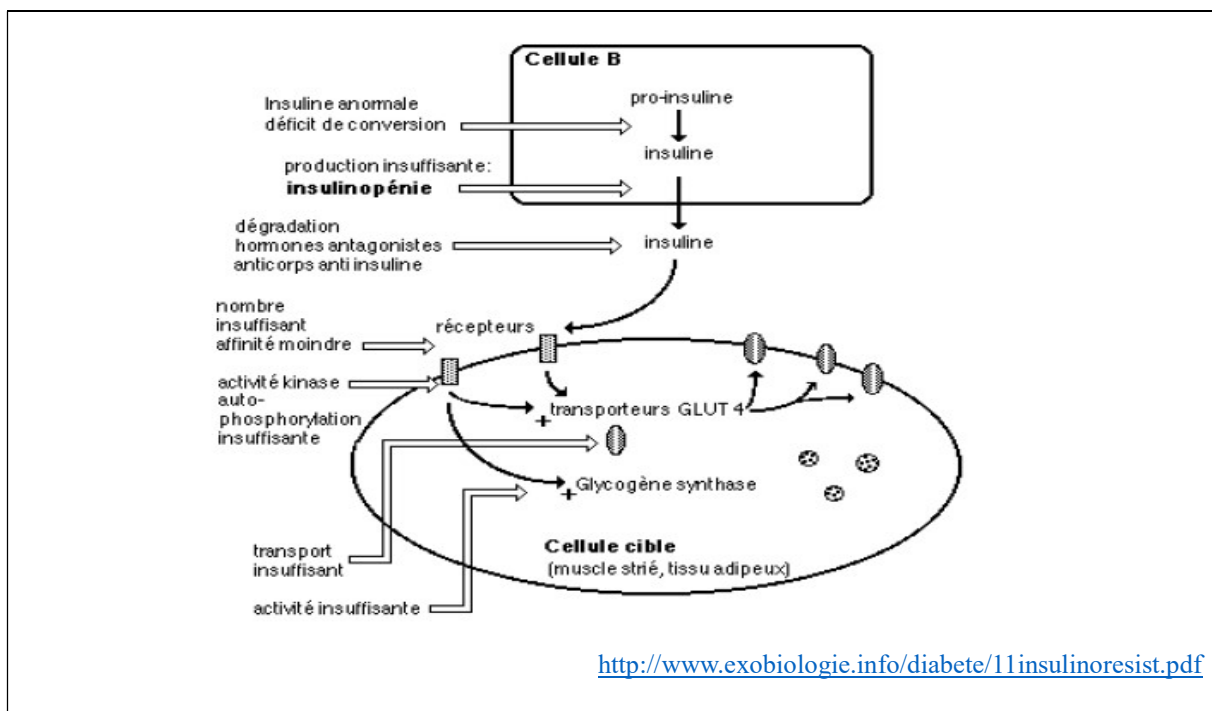 Cellule B
Insuline anormale
déficit de conversion
pro-insuline
insuline
production insuffisante:
insulinopénie
dégradation
hormones antagonistes
anticorps anti insuline
insuline
nombre
insuffisant
affinité moindre
récepteurs
activité kinase
auto-
phosphorylation
insuffisante
+transporteurs GLUT 4
+Glycogène synthase
Cellule cible
(muscle strié, tissu adipeux)
transport
insuffisant
activité insuffisante
http://www.exobiologie.info/diabete/11insulinoresist.pdf